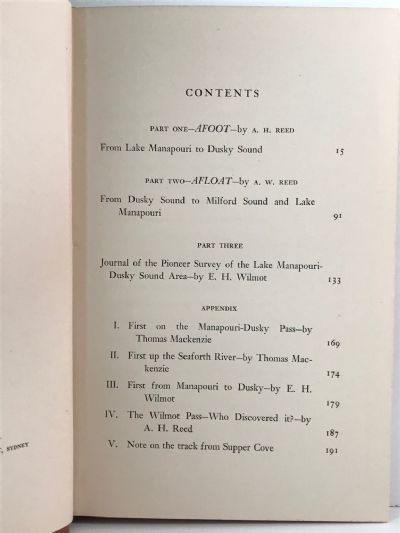 CONTENTS
PART ONE—AFOOT—by A. H. REED
From Lake Manapouri to Dusky Sound 15
PART TWO—AFLOAT—by A. W. REED
From Dusky Sound to Milford Sound and Lake
Manapouri 91
PART THREE
Journal of the Pioneer Survey of the Lake Manapouri-
Dusky Sound Area—by E. H. Wilmot 133
APPENDIX
I. First on the Manapouri-Dusky Pass—by
Thomas Mackenzie 169
II. First up the Seaforth River—by Thomas Mac-
kenzie 174
III. First from Manapouri to Dusky—by E. H.
Wilmot 179
IV. The Wilmot Pass—Who Discovered it?—by
A. H. Reed 187
V. Note on the track from Supper Cove 191
SYDNEY